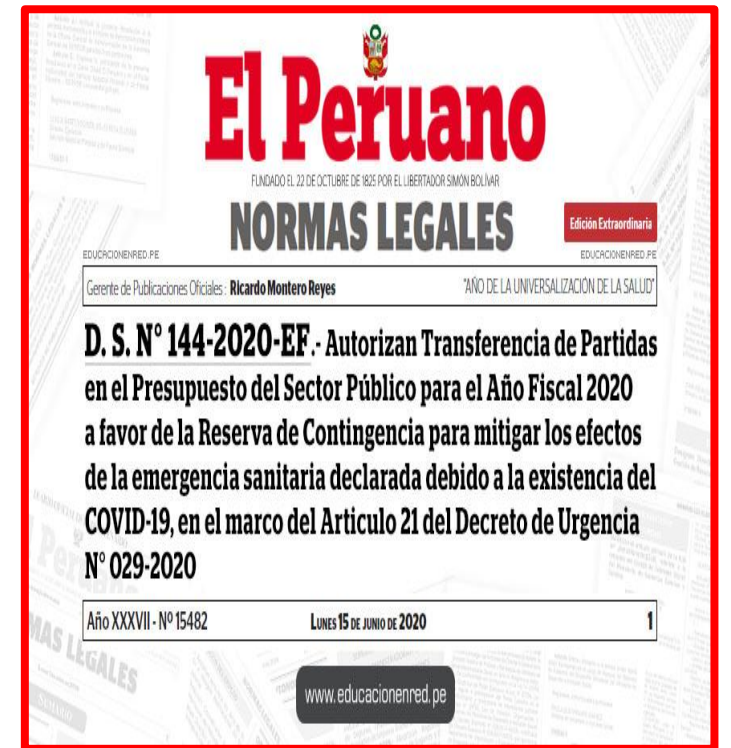 El Peruano
FUNDADO EL 22 DE OCTUBRE DE 1825 POR EL LIBERTADOR SIMÓN BOLÍVAR
NORMAS LEGALES
Edición Extraordinaria
EDUCACIONENRED.PE
EDUCACIONENRED.PE
Gerente de Publicaciones Oficiales : Ricardo Montero Reyes
"AÑO DE LA UNIVERSALIZACIÓN DE LA SALUD"
D. S. N° 144-2020-EF.- Autorizan Transferencia de Partidas
en el Presupuesto del Sector Público para el Año Fiscal 2020
a favor de la Reserva de Contingencia para mitigar los efectos
de la emergencia sanitaria declarada debido a la existencia del
COVID-19, en el marco del Articulo 21 del Decreto de Urgencia
N° 029-2020
Año XXXVII - Nº 15482
LUNES 15 DE JUNIO DE 2020
1
www.educacionenred.pe